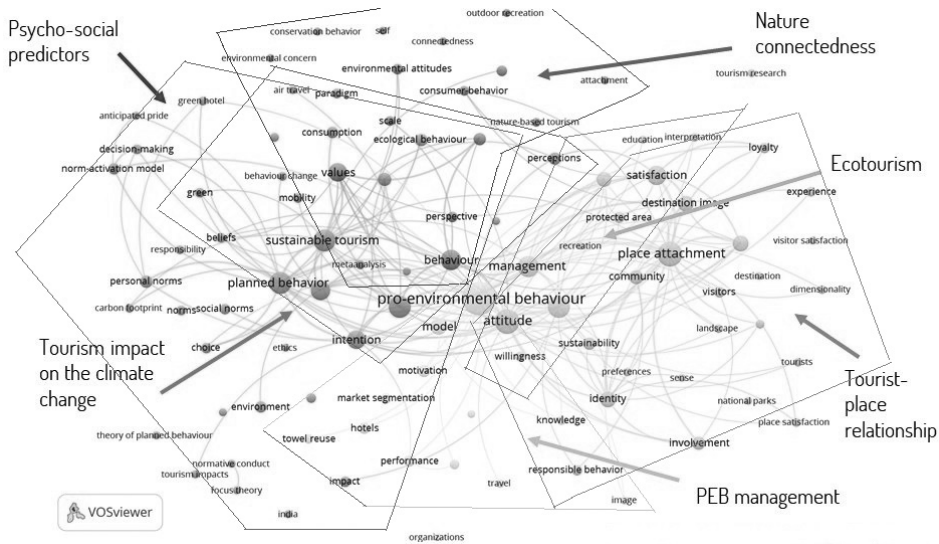 outdoor recreation
Psycho-social
predictors
Nature
connectedness
conservation behavior
self
connectedness
environmental concern
environmental attitudes
attachment
tourism research
air travel
paradigm
consumer-behavior
green hotel
anticipated pride
scale
nature-based tourism
consumption
ecological behaviour
education
interpretation
decision-making
loyalty
norm-activation model
perceptions
Ecotourism
values
behaviour change
satisfaction
green
mobility
experience
destination image
perspective
protected area
beliefs
sustainable tourism
recreation
visitor satisfaction
responsibility
place attachment
metaanalysis
behaviour
management
personal norms
planned behavior
community
destination
visitors
dimensionality
carbon footprint
norms
social norms
pro-environmental behaviour
attitude
model
landscape
Tourism impact
on the climate
change
choice
ethics
intention
sustainability
willingness
tourists
motivation
preferences
sense
Tourist-
place
relationship
market segmentation
identity
national parks
environment
knowledge
place satisfaction
theory of planned behaviour
hotels
towel reuse
involvement
normative conduct
performance
tourism impacts
responsible behavior
impact
travel
PEB management
focus theory
image
VOSviewer
india
organizations